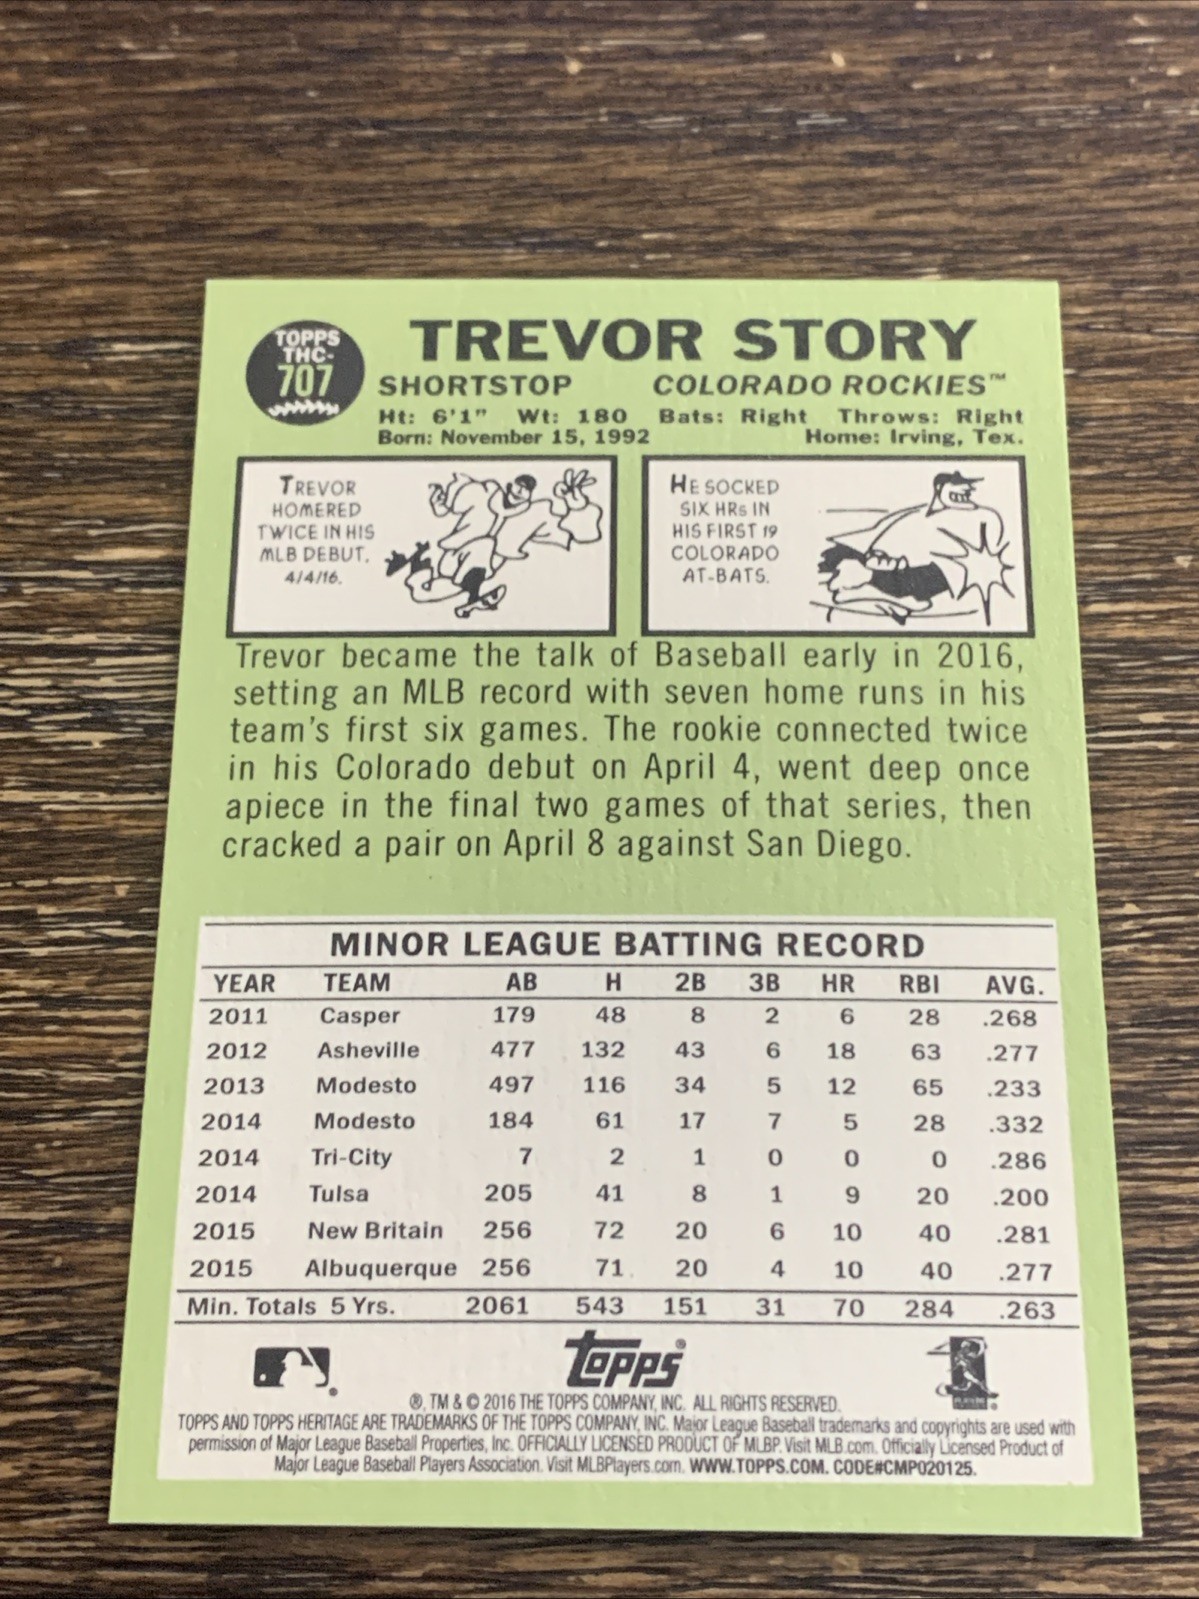 TOPPS
THC-
707
TREVOR STORY
SHORTSTOP COLORADO ROCKIES™
Ht: 6'1" Wt: 180 Bats: Right Throws: Right
Born: November 15, 1992 Home: Irving, Tex.
TREVOR
HOMERED
TWICE IN HIS
MLB DEBUT,
4/4/16.
HE SOCKED
SIX HRs IN
HIS FIRST 19
COLORADO
AT-BATS.
Trevor became the talk of Baseball early in 2016,
setting an MLB record with seven home runs in his
team's first six games. The rookie connected twice
in his Colorado debut on April 4, went deep once
apiece in the final two games of that series, then
cracked a pair on April 8 against San Diego.
MINOR LEAGUE BATTING RECORD
YEAR TEAM AB H 2B 3B HR RBI AVG.
2011 Casper 179 48 8 2 6 28 .268
2012 Asheville 477 132 43 6 18 63 .277
2013 Modesto 497 116 34 5 12 65 .233
2014 Modesto 184 61 17 7 5 28 .332
2014 Tri-City 7 2 1 0 0 0 .286
2014 Tulsa 205 41 8 1 9 20 .200
2015 New Britain 256 72 20 6 10 40 .281
2015 Albuquerque 256 71 20 4 10 40 .277
Min. Totals 5 Yrs. 2061 543 151 31 70 284 .263
Topps®
®, TM & © 2016 THE TOPPS COMPANY, INC. ALL RIGHTS RESERVED.
TOPPS AND TOPPS HERITAGE ARE TRADEMARKS OF THE TOPPS COMPANY, INC. Major League Baseball trademarks and copyrights are used with
permission of Major League Baseball Properties, Inc. OFFICIALLY LICENSED PRODUCT OF MLBP. Visit MLB.com. Officially Licensed Product of
Major League Baseball Players Association. Visit MLBPlayers.com. WWW.TOPPS.COM. CODE#CMP020125.